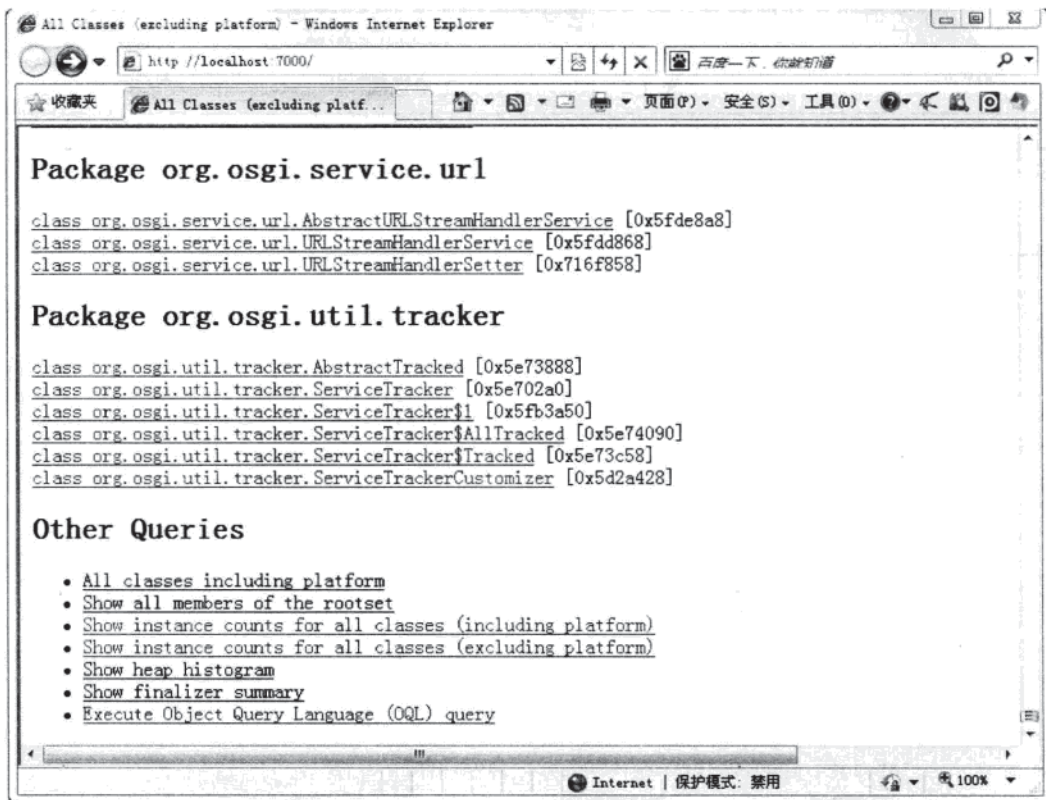 All Classes (excluding platform) - Windows Internet Explorer
http://localhost:7000/
百度一下，你就知道
收藏夹
All Classes (excluding platf...
页面(P)
安全(S)
工具(O)
Package org.osgi.service.url
class org.osgi.service.url.AbstractURLStreamHandlerService [0x5fde8a8]
class org.osgi.service.url.URLStreamHandlerService [0x5fdd868]
class org.osgi.service.url.URLStreamHandlerSetter [0x716f858]
Package org.osgi.util.tracker
class org.osgi.util.tracker.AbstractTracked [0x5e73888]
class org.osgi.util.tracker.ServiceTracker [0x5e702a0]
class org.osgi.util.tracker.ServiceTracker$1 [0x5fb3a50]
class org.osgi.util.tracker.ServiceTracker$AllTracked [0x5e74090]
class org.osgi.util.tracker.ServiceTracker$Tracked [0x5e73c58]
class org.osgi.util.tracker.ServiceTrackerCustomizer [0x5d2a428]
Other Queries
• All classes including platform
• Show all members of the rootset
• Show instance counts for all classes (including platform)
• Show instance counts for all classes (excluding platform)
• Show heap histogram
• Show finalizer summary
• Execute Object Query Language (OQL) query
Internet | 保护模式: 禁用
100%